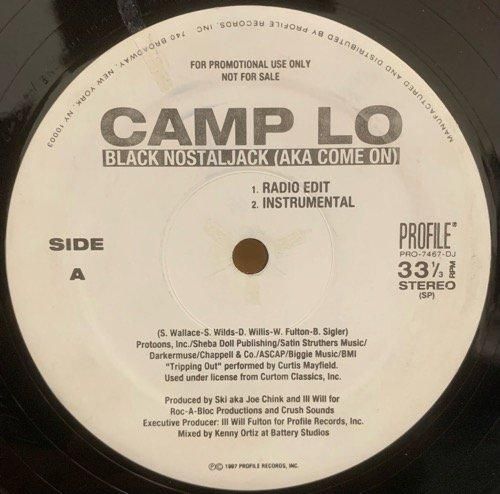 MANUFACTURED AND DISTRIBUTED BY PROFILE RECORDS, INC. 740 BROADWAY, NEW YORK, NY 10003
FOR PROMOTIONAL USE ONLY
NOT FOR SALE
CAMP LO
BLACK NOSTALJACK (AKA COME ON)
1. RADIO EDIT
2. INSTRUMENTAL
SIDE
A
PROFILE®
PRO-7467-DJ
33⅓ RPM
STEREO
(SP)
(S. Wallace-S. Wilds-D. Willis-W. Fulton-B. Sigler)
Protoons, Inc./Sheba Doll Publishing/Satin Struthers Music/
Darkermuse/Chappell & Co./ASCAP/Biggie Music/BMI
"Tripping Out" performed by Curtis Mayfield.
Used under license from Curtom Classics, Inc.
Produced by Ski aka Joe Chink and Ill Will for
Roc-A-Bloc Productions and Crush Sounds
Executive Producer: Ill Will Fulton for Profile Records, Inc.
Mixed by Kenny Ortiz at Battery Studios
℗© 1997 PROFILE RECORDS, INC.